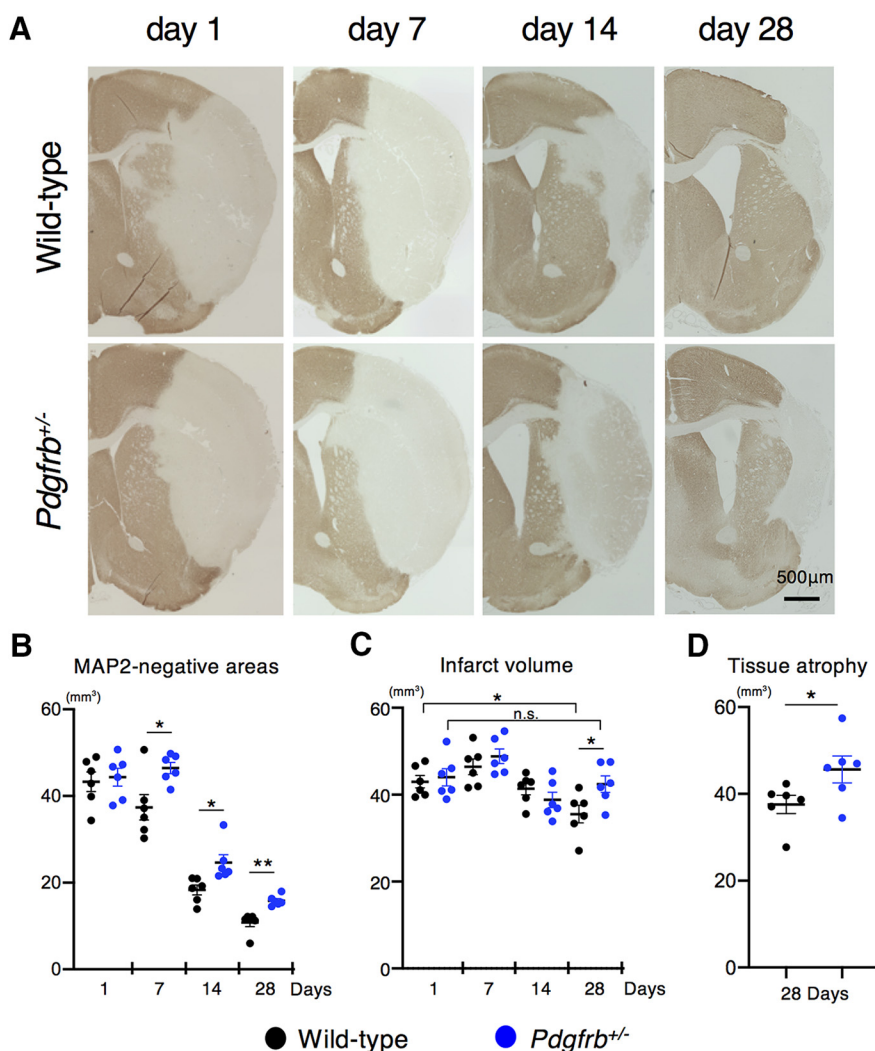 A
day 1 day 7 day 14 day 28
Wild-type
Pdgfrb+/-
500μm
B
MAP2-negative areas
(mm³)
60
40
20
0
* * **
1 7 14 28 Days
C
Infarct volume
(mm³)
60
40
20
0
*
n.s.
*
1 7 14 28 Days
D
Tissue atrophy
(mm³)
60
40
20
0
*
28 Days
Wild-type Pdgfrb+/-